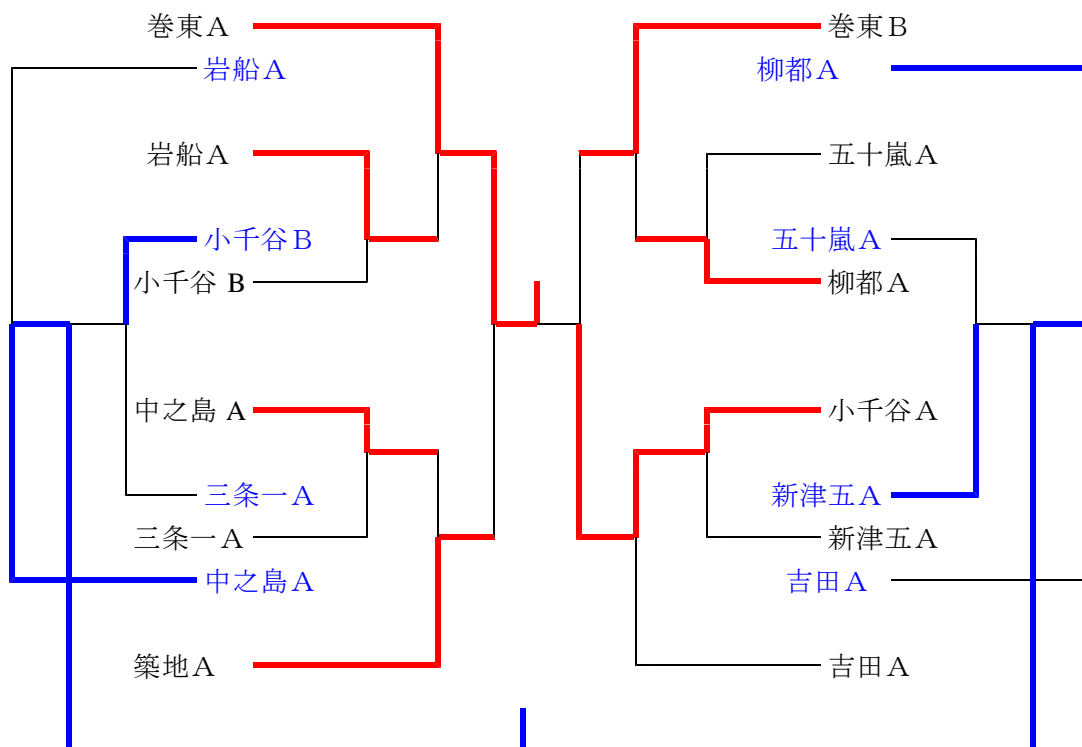 巻東Ａ
岩船Ａ
岩船Ａ
小千谷Ｂ
小千谷 B
中之島 A
三条一Ａ
三条一Ａ
中之島Ａ
築地Ａ
巻東Ｂ
柳都Ａ
五十嵐Ａ
五十嵐Ａ
柳都Ａ
小千谷Ａ
新津五Ａ
新津五Ａ
吉田Ａ
吉田Ａ